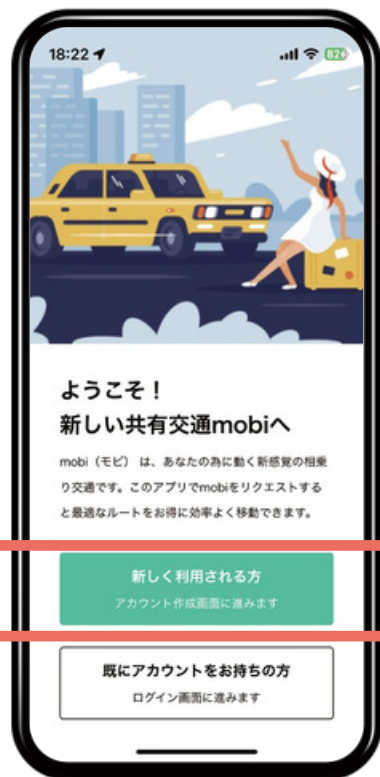 18:22
82
ようこそ！
新しい共有交通mobiへ
mobi（モビ） は、あなたの為に動く新感覚の相乗
り交通です。このアプリでmobiをリクエストする
と最適なルートをお得に効率よく移動できます。
新しく利用される方
アカウント作成画面に進みます
既にアカウントをお持ちの方
ログイン画面に進みます